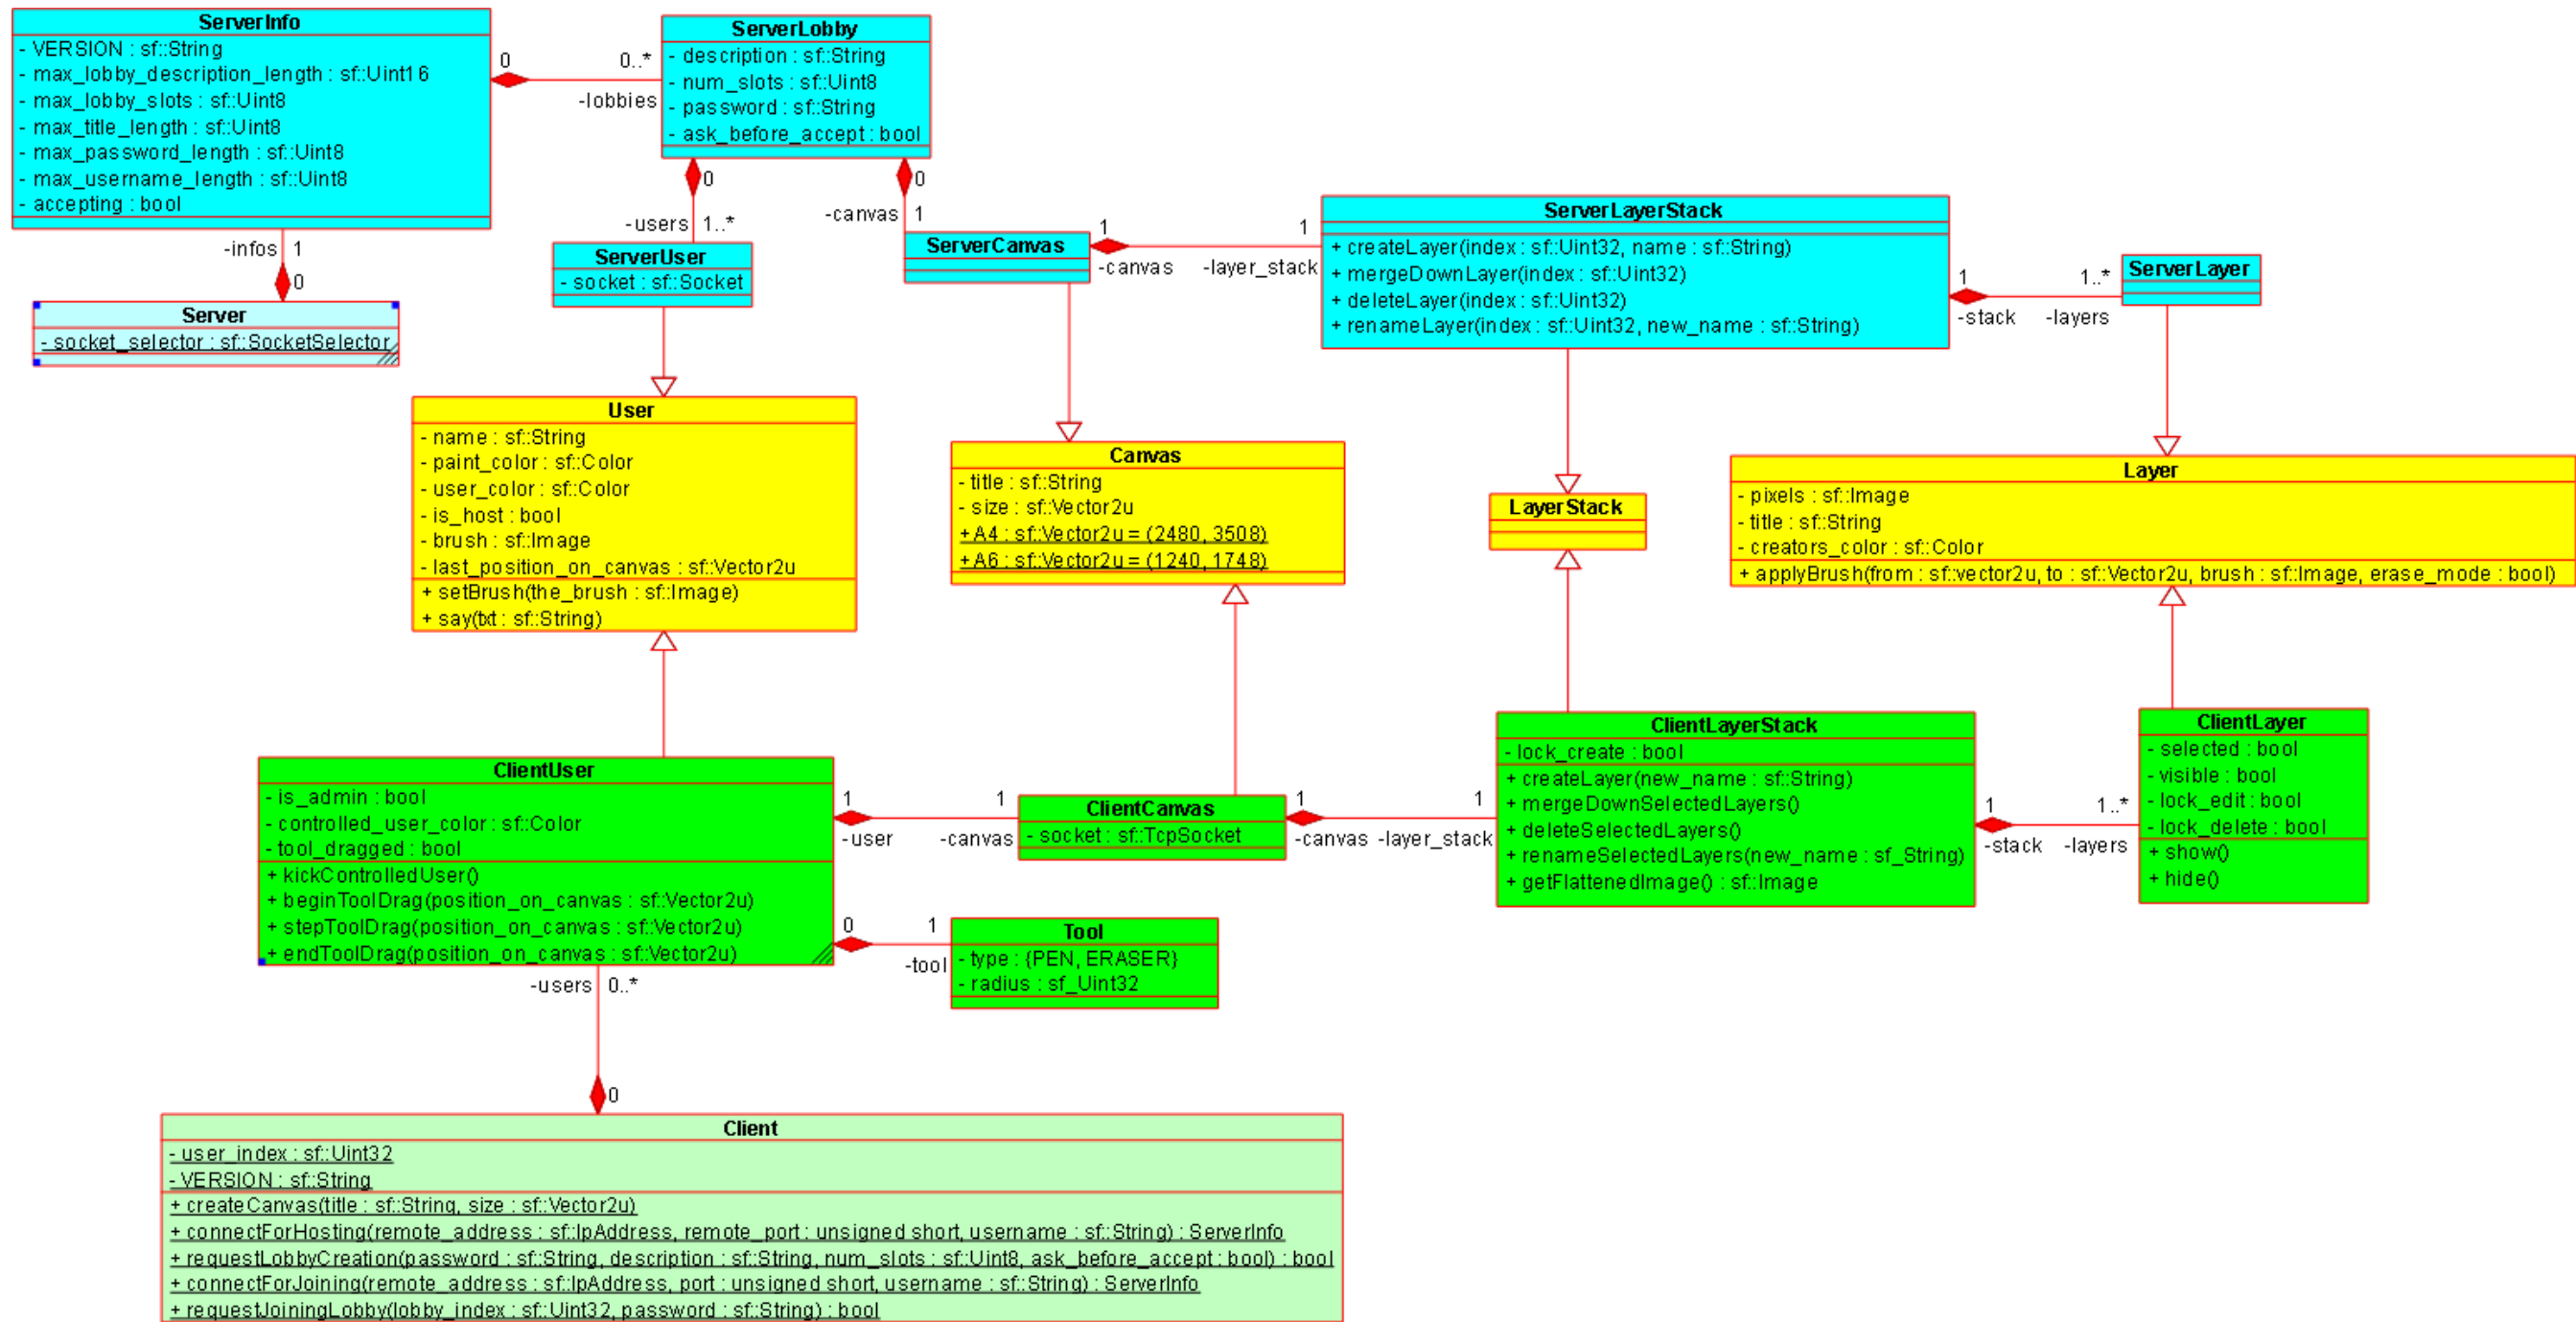 ServerInfo
- VERSION : sf::String
- max_lobby_description_length : sf::Uint16
- max_lobby_slots : sf::Uint8
- max_title_length : sf::Uint8
- max_password_length : sf::Uint8
- max_username_length : sf::Uint8
- accepting : bool
0
0..*
-lobbies
ServerLobby
- description : sf::String
- num_slots : sf::Uint8
- password : sf::String
- ask_before_accept : bool
-infos 1
0
Server
- socket_selector : sf::SocketSelector
0
-users 1..*
ServerUser
- socket : sf::Socket
0
-canvas 1
ServerCanvas
1
-canvas
1
-layer_stack
ServerLayerStack
+ createLayer(index : sf::Uint32, name : sf::String)
+ mergeDownLayer(index : sf::Uint32)
+ deleteLayer(index : sf::Uint32)
+ renameLayer(index : sf::Uint32, new_name : sf::String)
1
-stack
1..*
-layers
ServerLayer
User
- name : sf::String
- paint_color : sf::Color
- user_color : sf::Color
- is_host : bool
- brush : sf::Image
- last_position_on_canvas : sf::Vector2u
+ setBrush(the_brush : sf::Image)
+ say(txt : sf::String)
Canvas
- title : sf::String
- size : sf::Vector2u
+ A4 : sf::Vector2u = (2480, 3508)
+ A6 : sf::Vector2u = (1240, 1748)
LayerStack
Layer
- pixels : sf::Image
- title : sf::String
- creators_color : sf::Color
+ applyBrush(from : sf::vector2u, to : sf::Vector2u, brush : sf::Image, erase_mode : bool)
ClientUser
- is_admin : bool
- controlled_user_color : sf::Color
- tool_dragged : bool
+ kickControlledUser()
+ beginToolDrag(position_on_canvas : sf::Vector2u)
+ stepToolDrag(position_on_canvas : sf::Vector2u)
+ endToolDrag(position_on_canvas : sf::Vector2u)
1
-user
1
-canvas
ClientCanvas
- socket : sf::TcpSocket
1
-canvas
1
-layer_stack
ClientLayerStack
- lock_create : bool
+ createLayer(new_name : sf::String)
+ mergeDownSelectedLayers()
+ deleteSelectedLayers()
+ renameSelectedLayers(new_name : sf_String)
+ getFlattenedImage() : sf::Image
1
-stack
1..*
-layers
ClientLayer
- selected : bool
- visible : bool
- lock_edit : bool
- lock_delete : bool
+ show()
+ hide()
0
1
-tool
Tool
- type : {PEN, ERASER}
- radius : sf_Uint32
-users 0..*
0
Client
- user_index : sf::Uint32
- VERSION : sf::String
+ createCanvas(title : sf::String, size : sf::Vector2u)
+ connectForHosting(remote_address : sf::IpAddress, remote_port : unsigned short, username : sf::String) : ServerInfo
+ requestLobbyCreation(password : sf::String, description : sf::String, num_slots : sf::Uint8, ask_before_accept : bool) : bool
+ connectForJoining(remote_address : sf::IpAddress, port : unsigned short, username : sf::String) : ServerInfo
+ requestJoiningLobby(lobby_index : sf::Uint32, password : sf::String) : bool